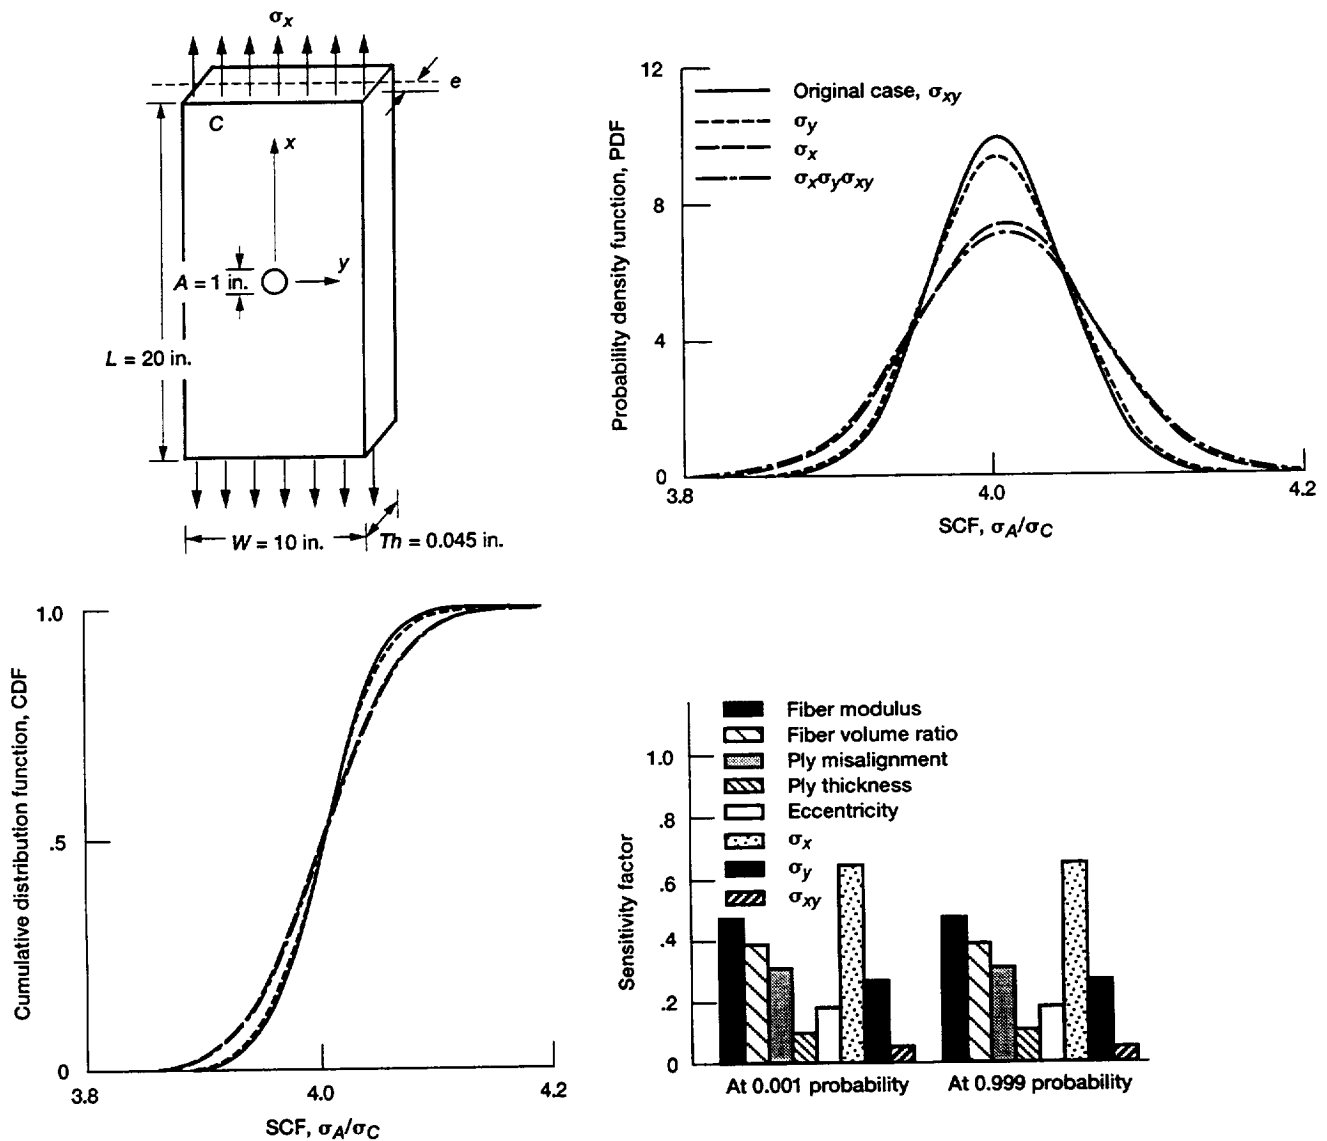 σx
e
C
x
y
A = 1 in.
L = 20 in.
W = 10 in.
Th = 0.045 in.
Probability density function, PDF
12
8
4
0
3.8
4.0
4.2
SCF, σA/σC
Original case, σxy
σy
σx
σxσyσxy
Cumulative distribution function, CDF
1.0
.5
0
3.8
4.0
4.2
SCF, σA/σC
Sensitivity factor
1.0
.8
.6
.4
.2
0
Fiber modulus
Fiber volume ratio
Ply misalignment
Ply thickness
Eccentricity
σx
σy
σxy
At 0.001 probability
At 0.999 probability